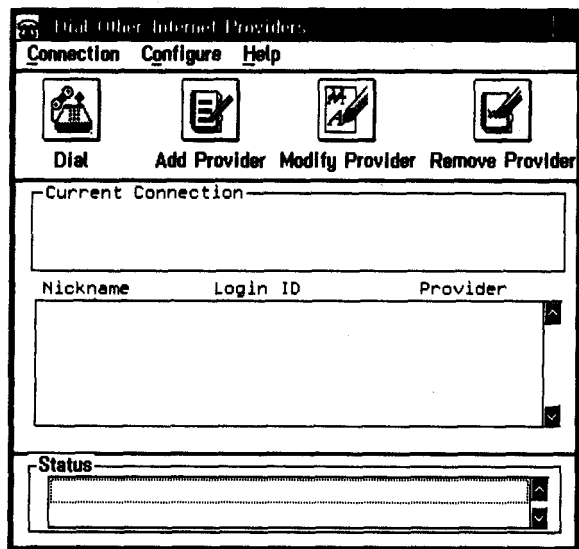 Dial Other Internet Providers
Connection Configure Help
Dial Add Provider Modify Provider Remove Provider
Current Connection
Nickname Login ID Provider
Status